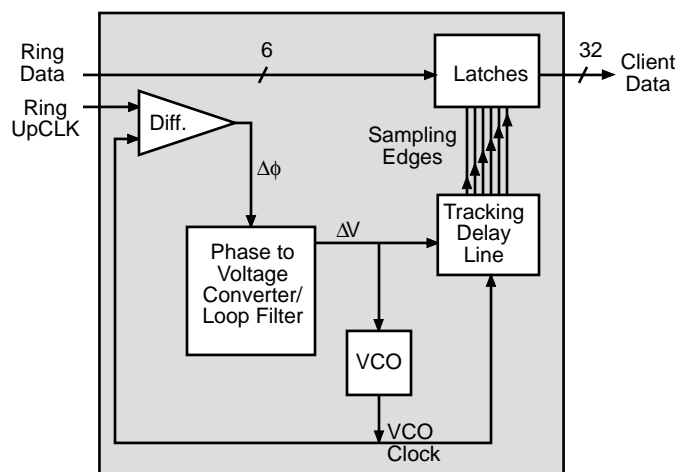 Ring
Data
6
Latches
32
Client
Data
Ring
UpCLK
Diff.
Sampling
Edges
Δϕ
Tracking
Delay
Line
ΔV
Phase to
Voltage
Converter/
Loop Filter
VCO
VCO
Clock